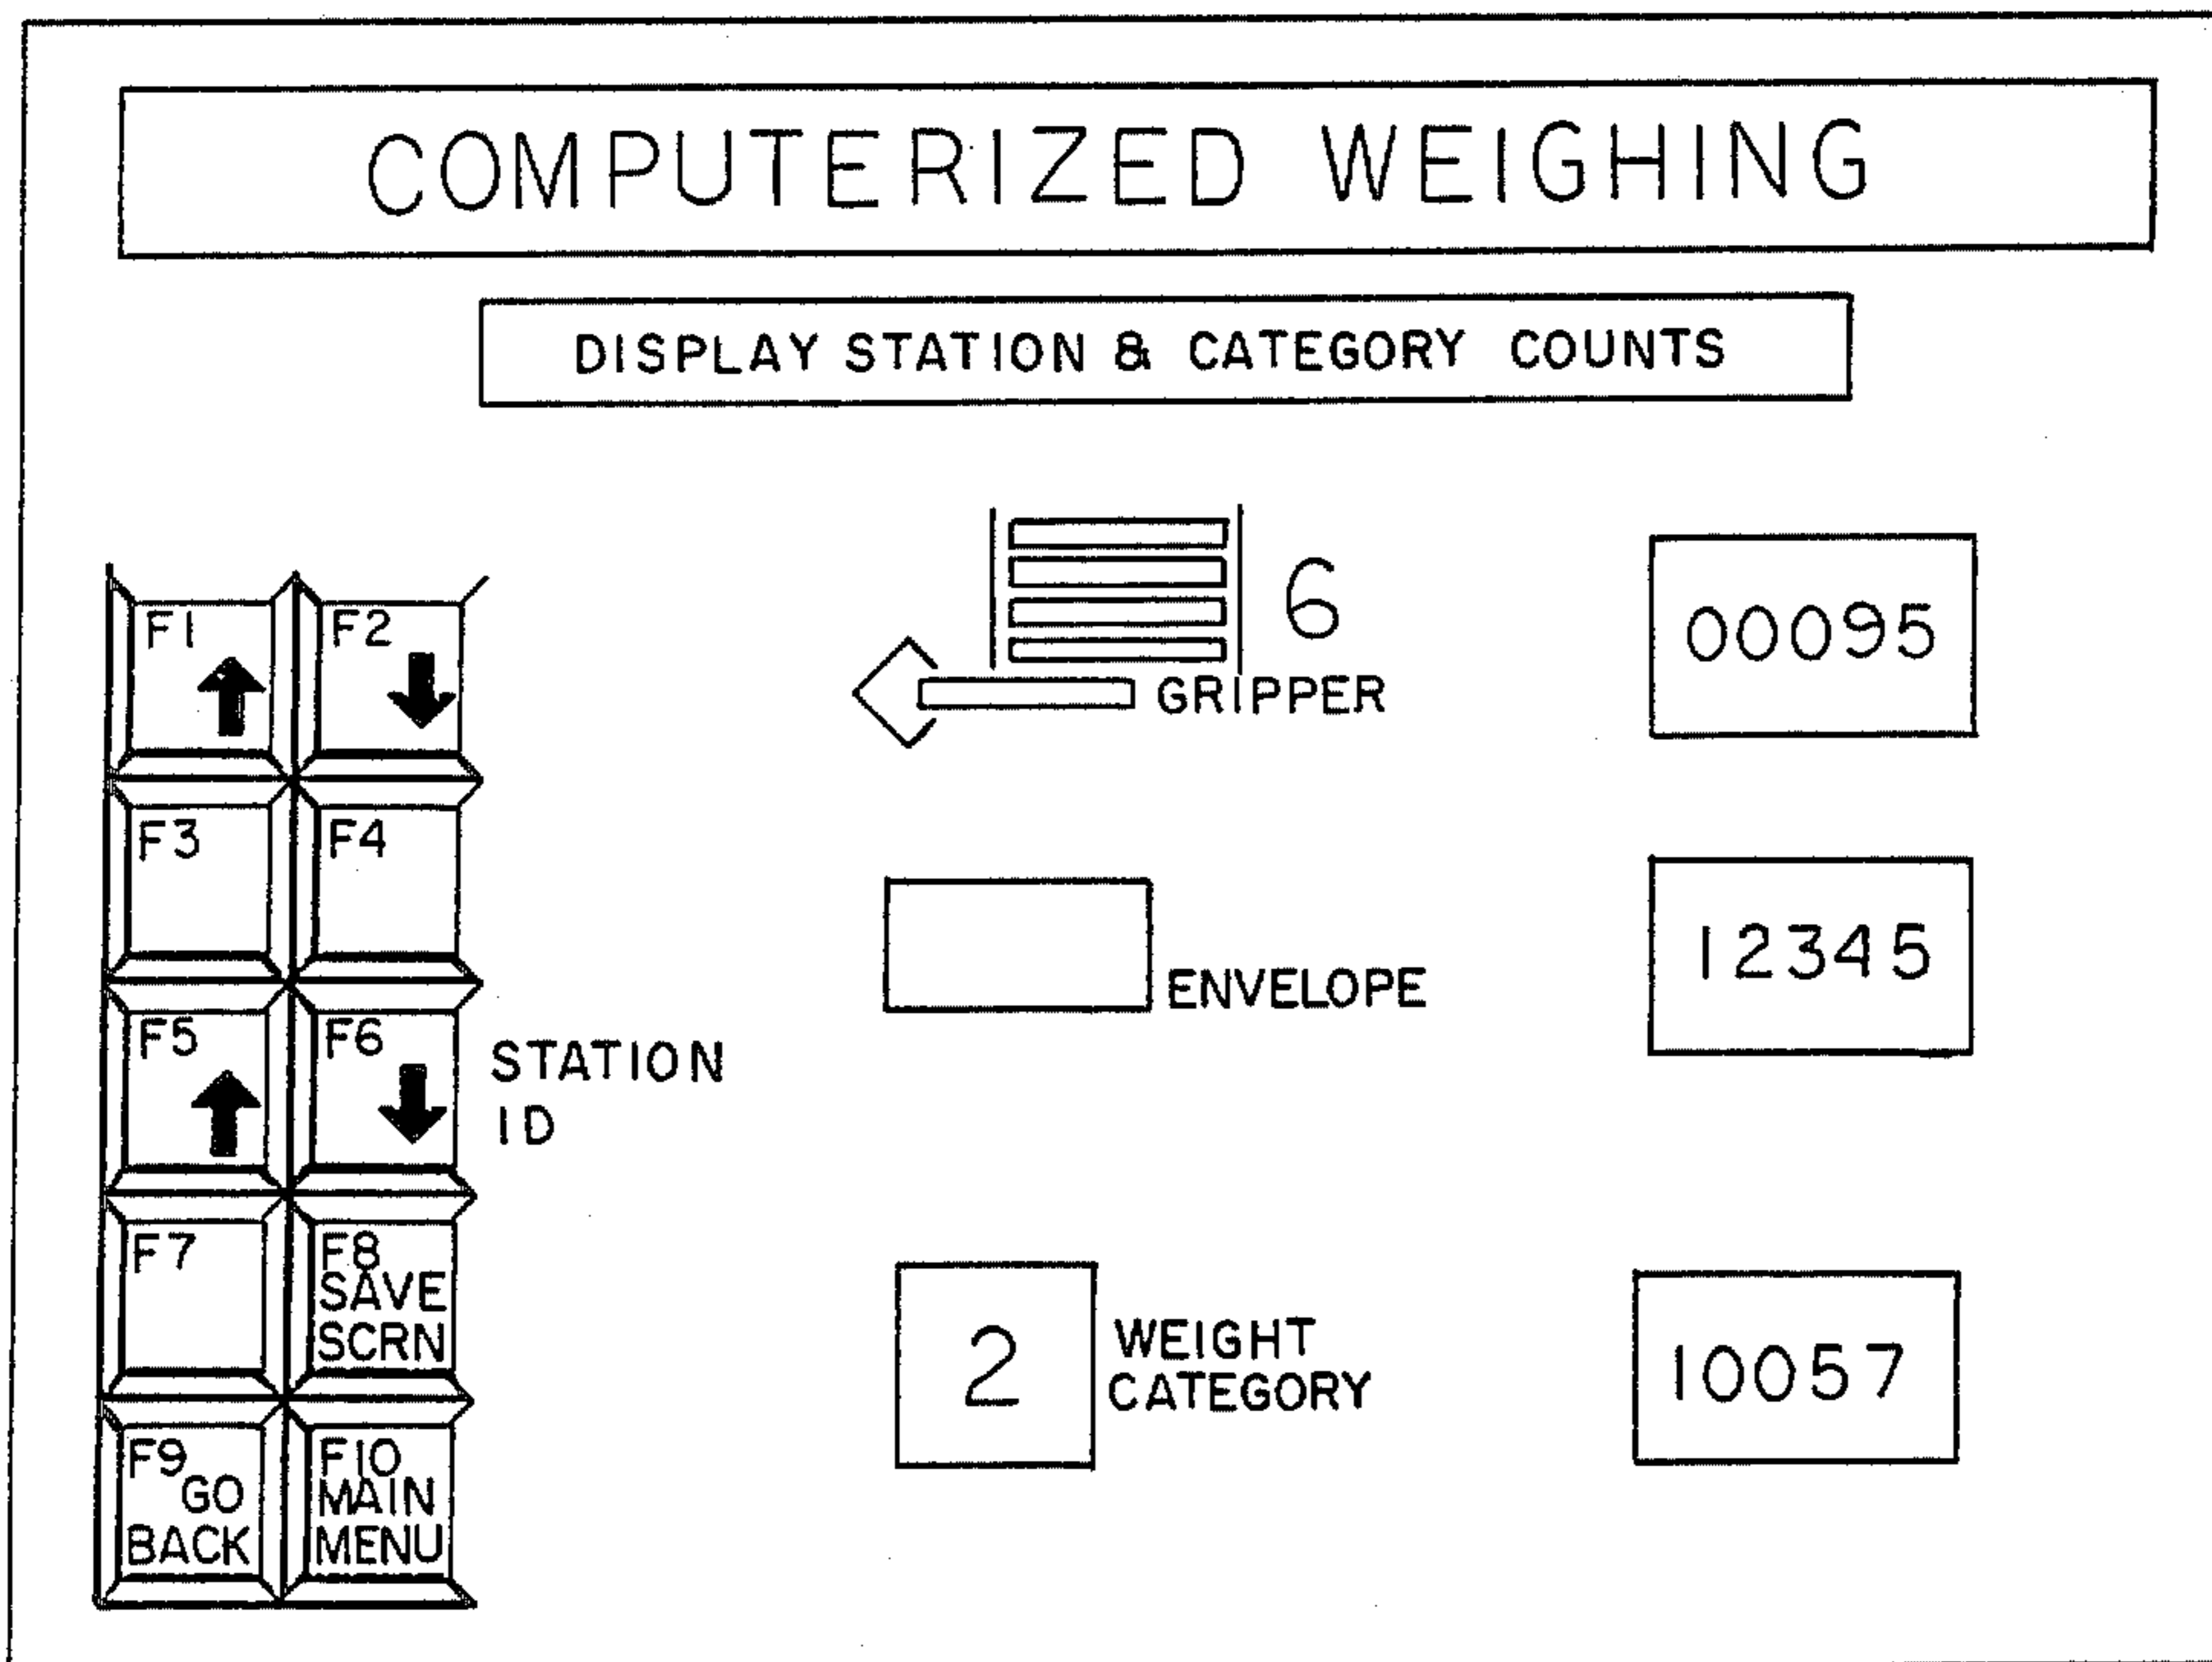 COMPUTERIZED WEIGHING
DISPLAY STATION & CATEGORY COUNTS
F1
F2
6
00095
GRIPPER
F3
F4
ENVELOPE
12345
F5
F6
STATION
ID
F7
F8
SAVE
SCRN
2
WEIGHT
CATEGORY
10057
F9
GO
BACK
F10
MAIN
MENU